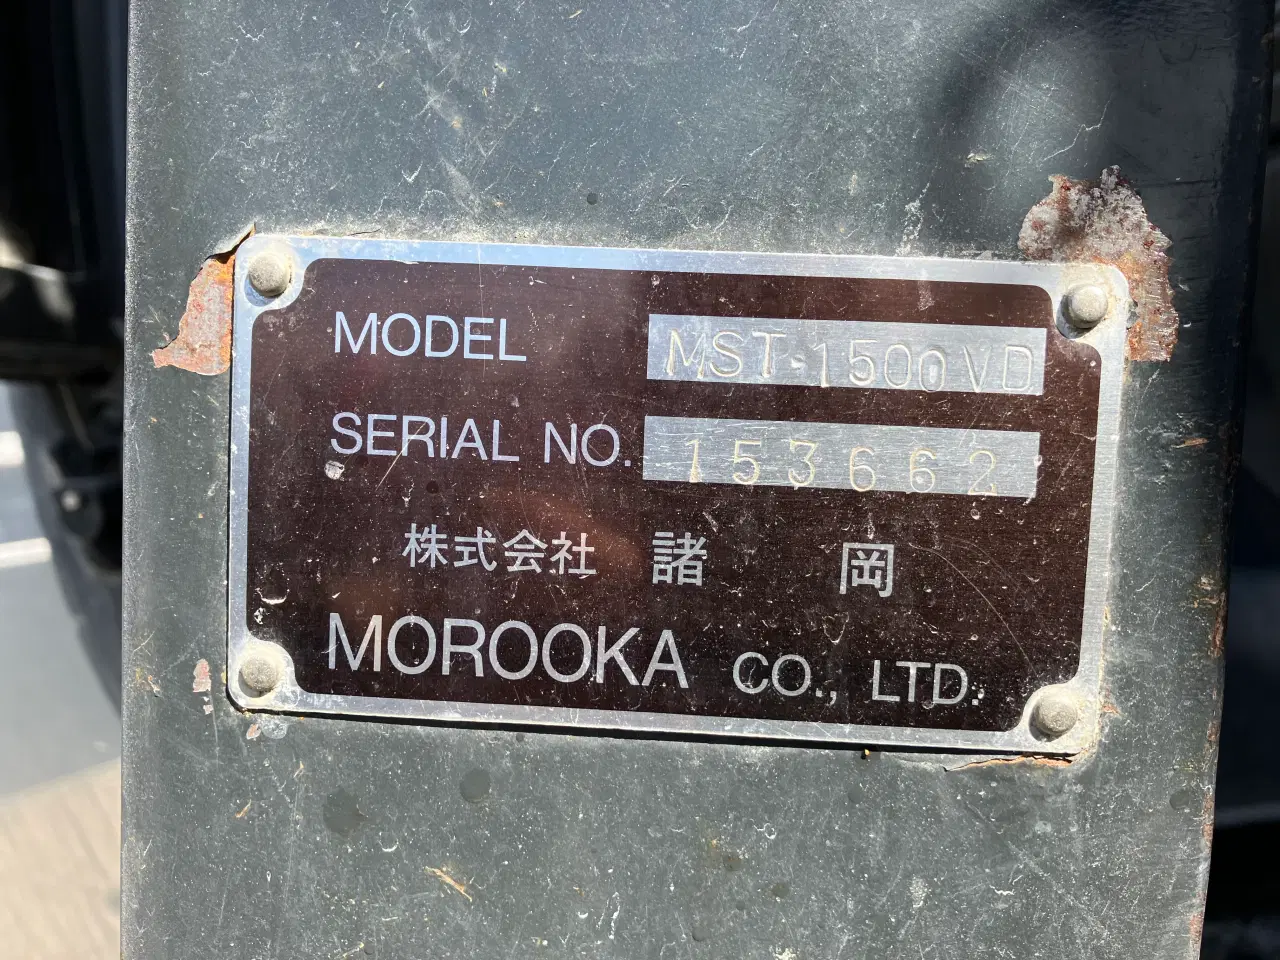 MODEL MST-1500VD
SERIAL NO. 153662
株式会社 諸 岡
MOROOKA CO., LTD.